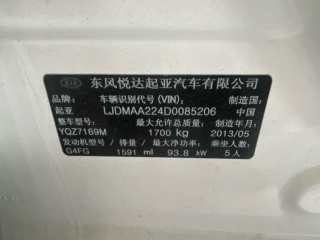 东风悦达起亚汽车有限公司
品牌: 车辆识别代号(VIN): 制造国:
起亚 LJDMAA224D0085206 中国
整车型号: 最大允许总质量: 制造年月:
YQZ7169M 1700 kg 2013/05
发动机型号 / 排量 / 最大净功率: 乘坐人数:
G4FG 1591 ml 93.8 kW 5人